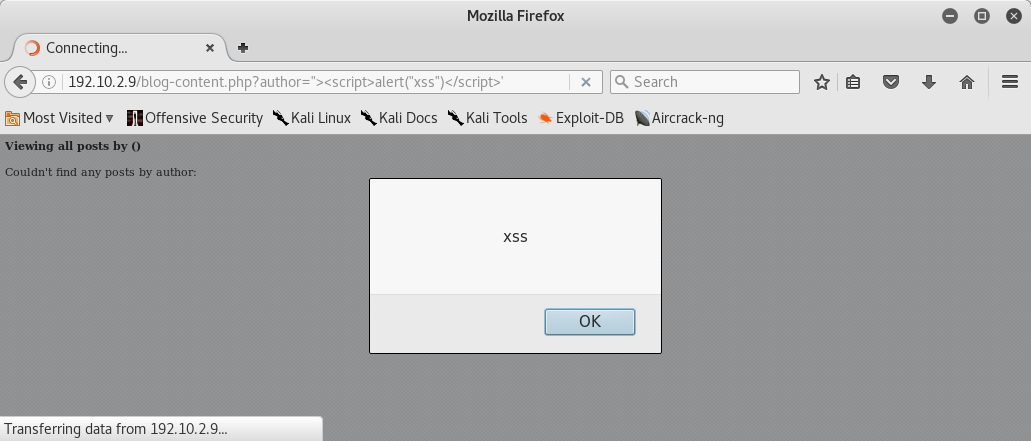 Mozilla Firefox
Connecting...
192.10.2.9/blog-content.php?author="><script>alert("xss")</script>'
Search
Most Visited Offensive Security Kali Linux Kali Docs Kali Tools Exploit-DB Aircrack-ng
Viewing all posts by ()
Couldn't find any posts by author:
xss
OK
Transferring data from 192.10.2.9...